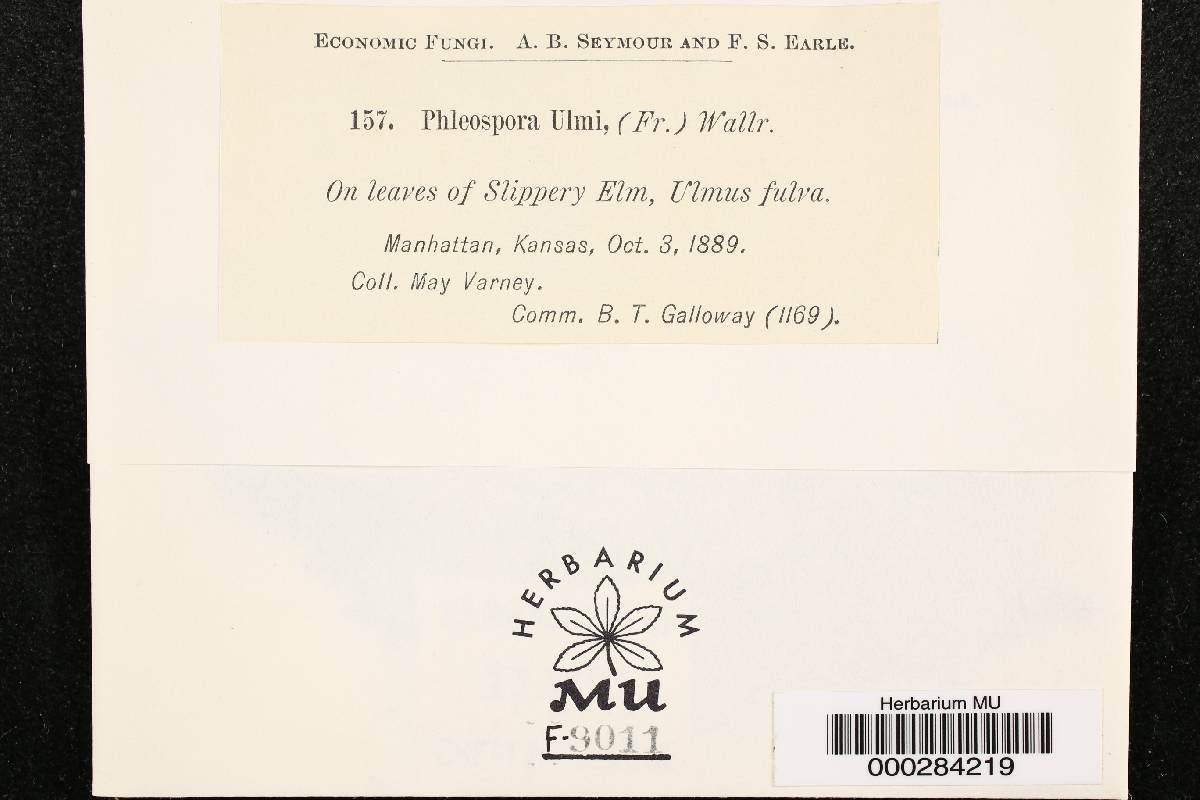 ECONOMIC FUNGI. A. B. SEYMOUR AND F. S. EARLE.
157. Phleospora Ulmi, (Fr.) Wallr.
On leaves of Slippery Elm, Ulmus fulva.
Manhattan, Kansas, Oct. 3, 1889.
Coll. May Varney.
Comm. B. T. Galloway (1169).
HERBARIUM
MU
F-9011
Herbarium MU
000284219